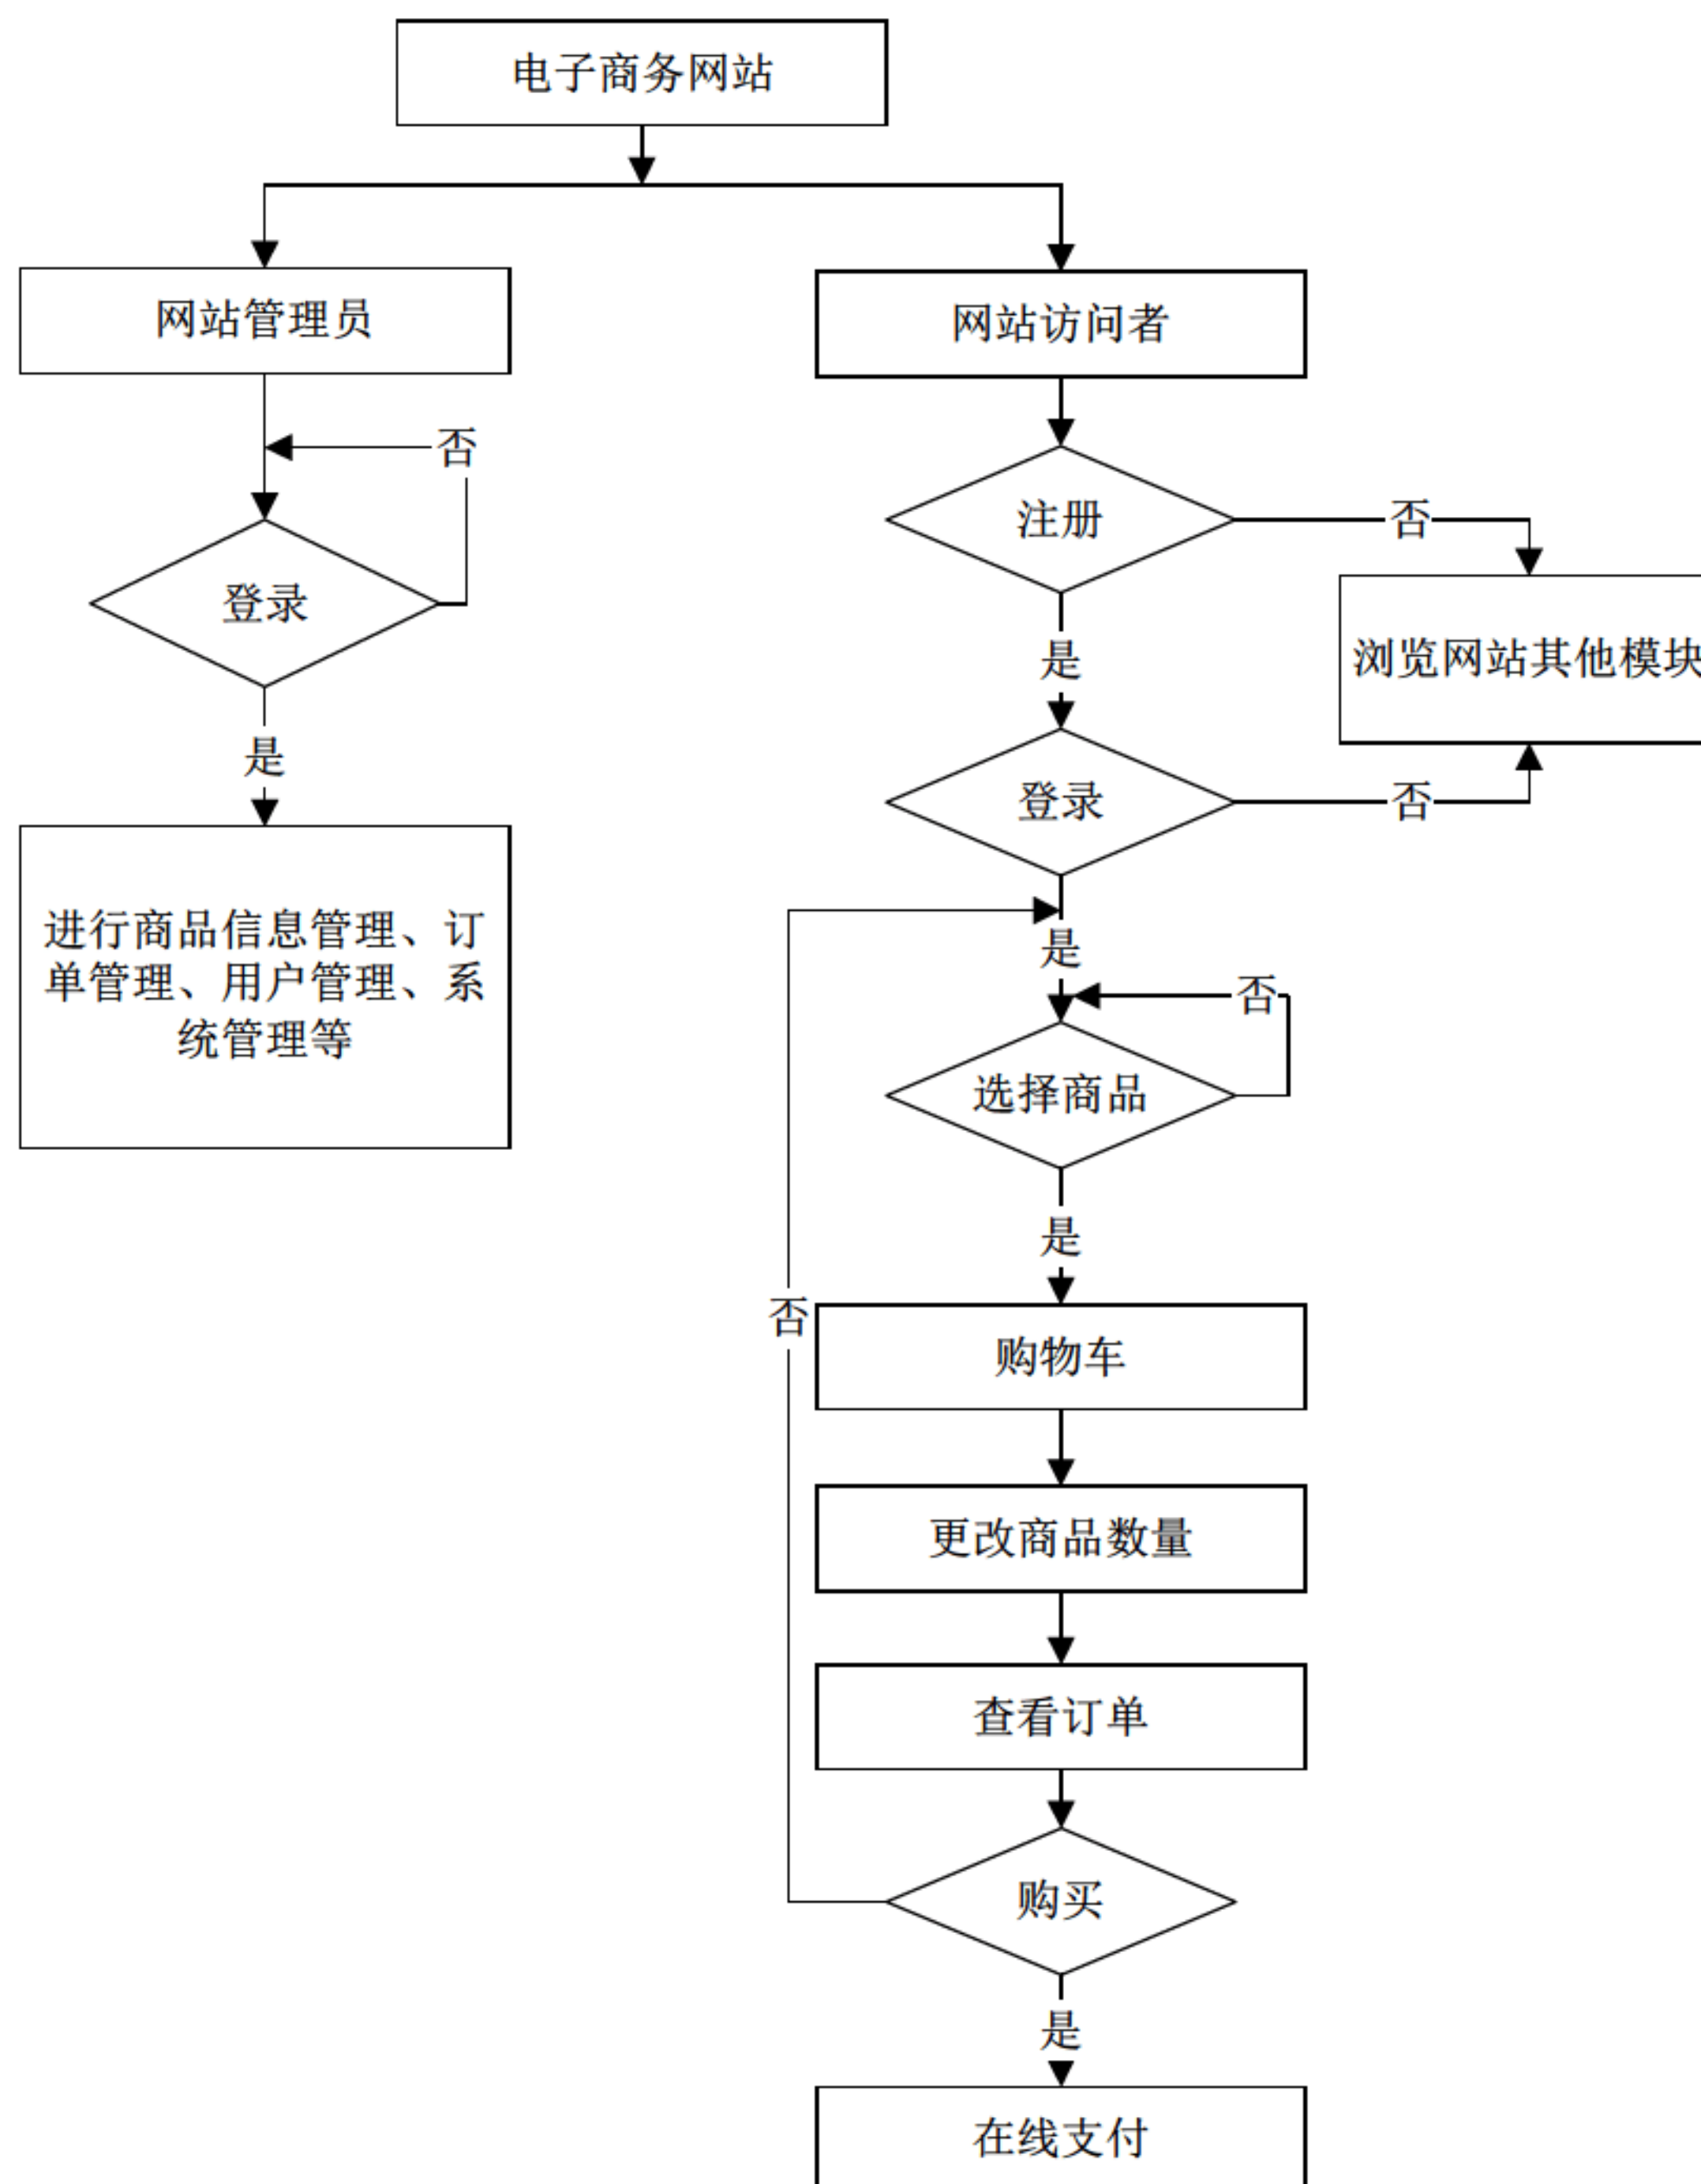 电子商务网站
网站管理员
网站访问者
否
登录
是
进行商品信息管理、订
单管理、用户管理、系
统管理等
注册
否
浏览网站其他模块
是
登录
否
是
否
选择商品
是
否
购物车
更改商品数量
查看订单
购买
是
在线支付